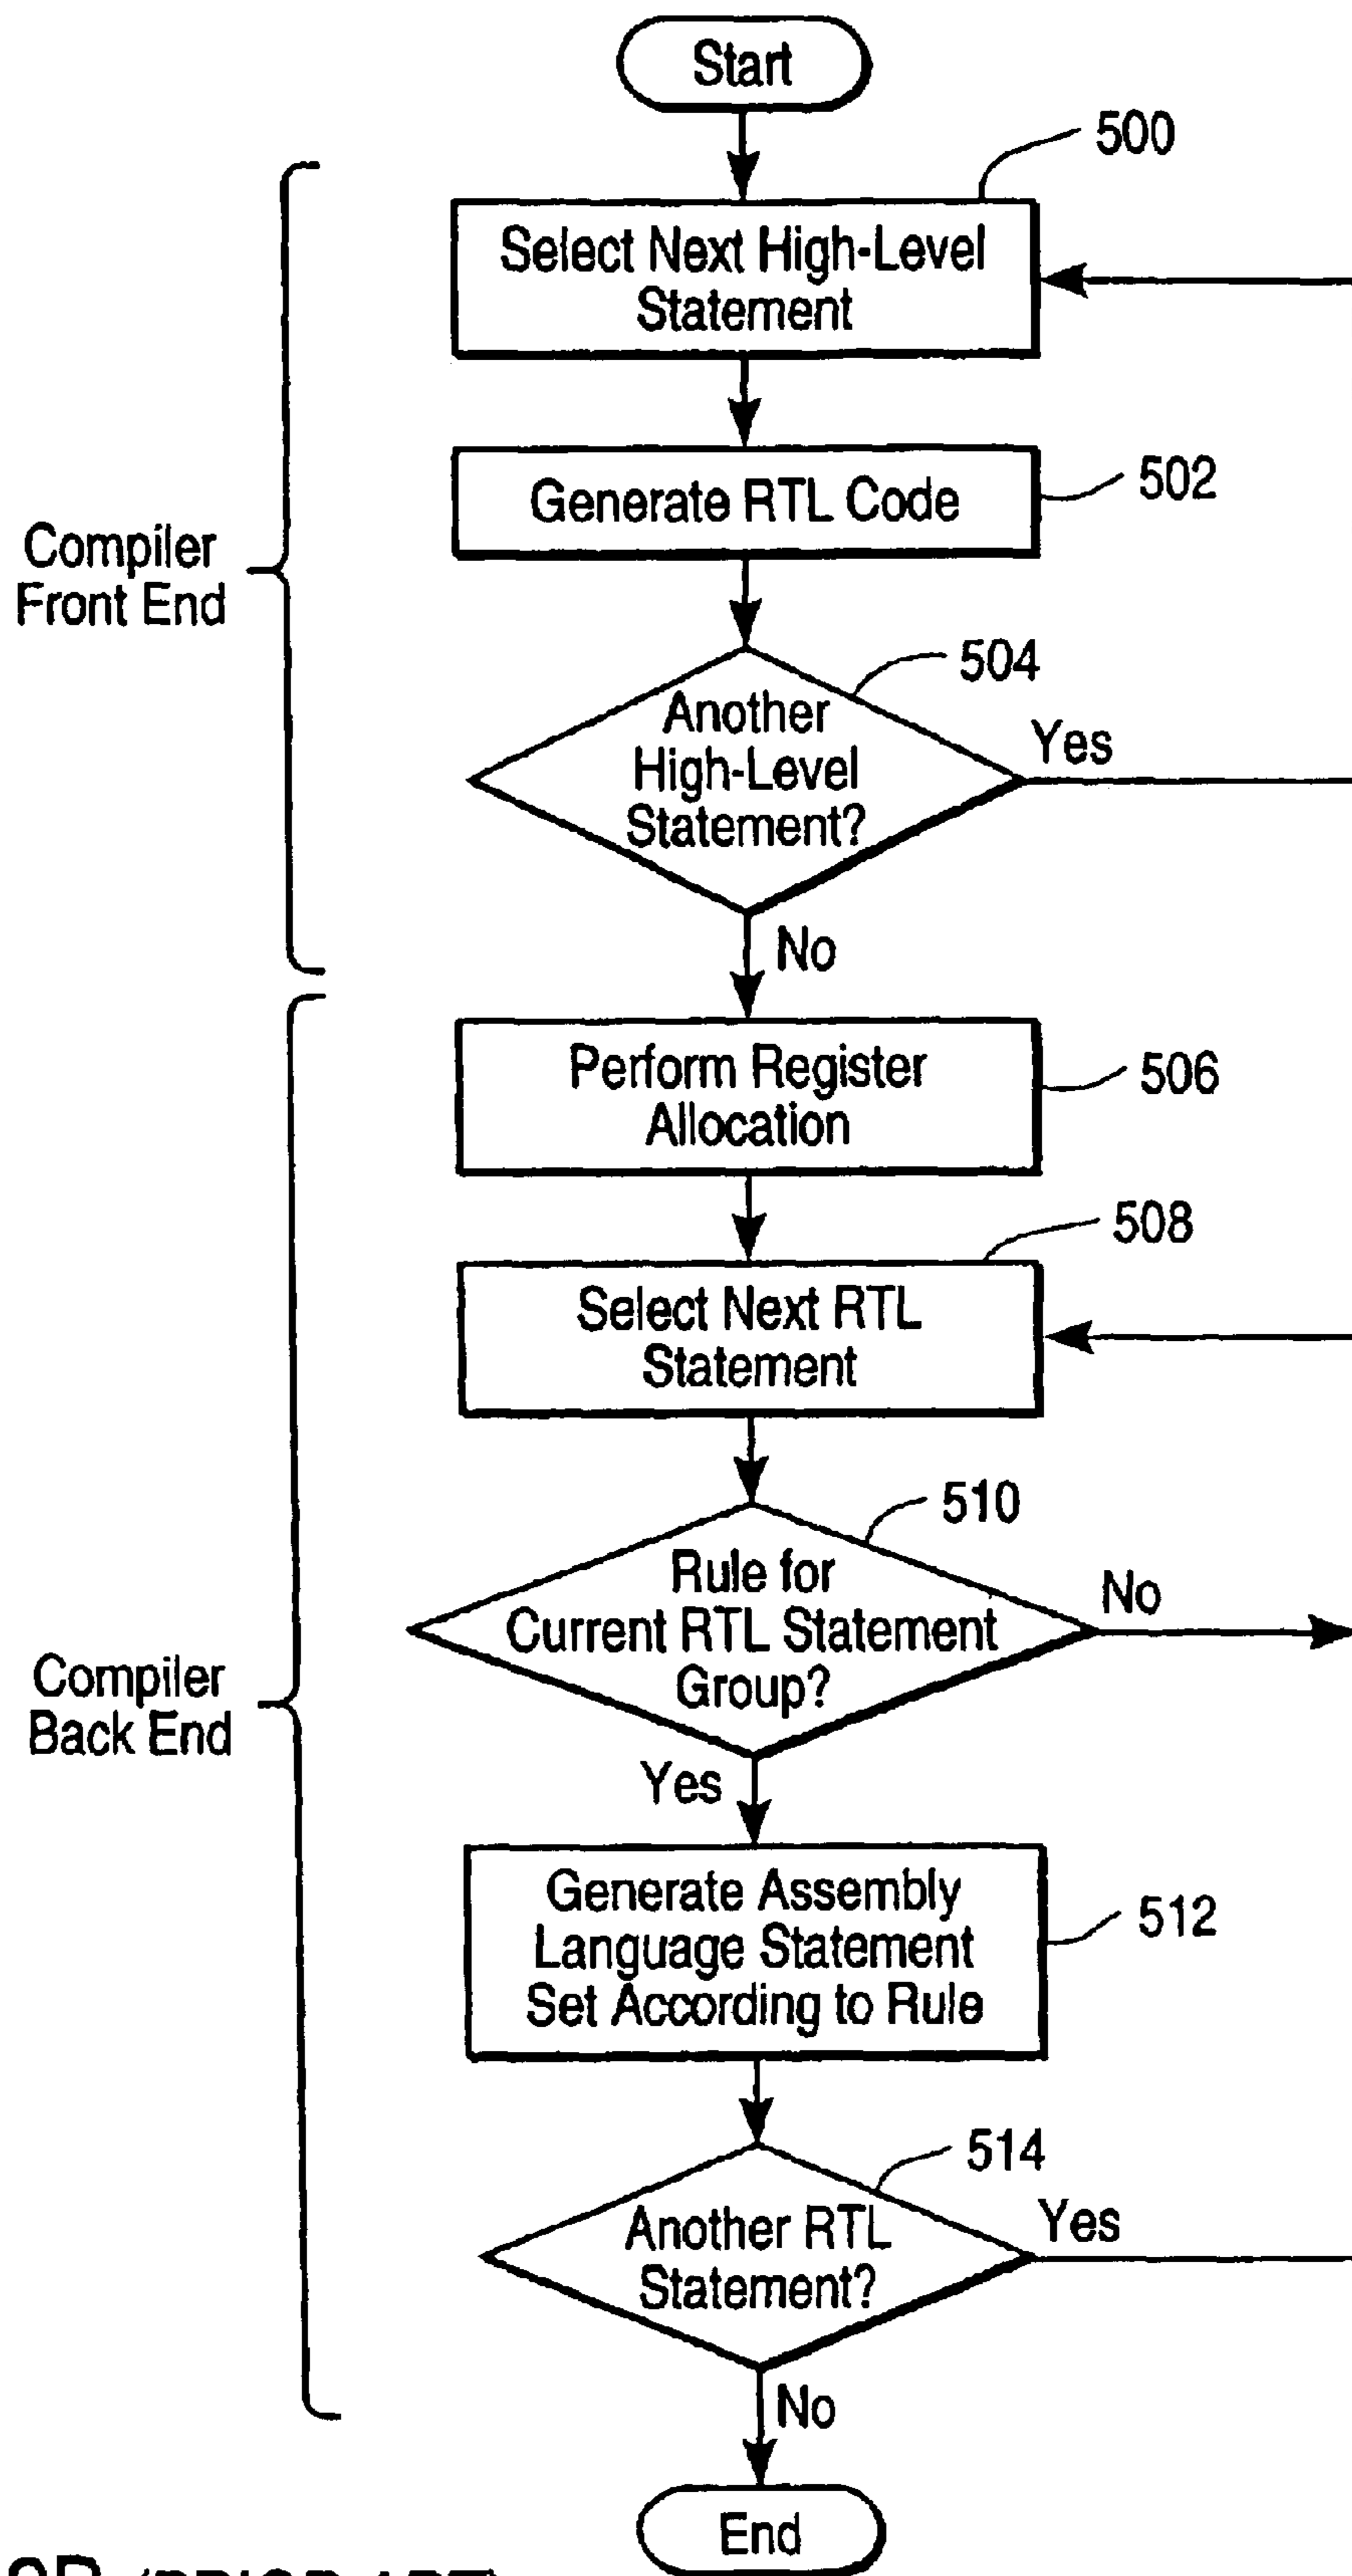 Start
500
Select Next High-Level
Statement
502
Generate RTL Code
Compiler
Front End
504
Another
High-Level
Statement?
Yes
No
Perform Register
Allocation
506
508
Select Next RTL
Statement
510
Rule for
Current RTL Statement
Group?
No
Compiler
Back End
Yes
Generate Assembly
Language Statement
Set According to Rule
512
514
Another RTL
Statement?
Yes
No
End